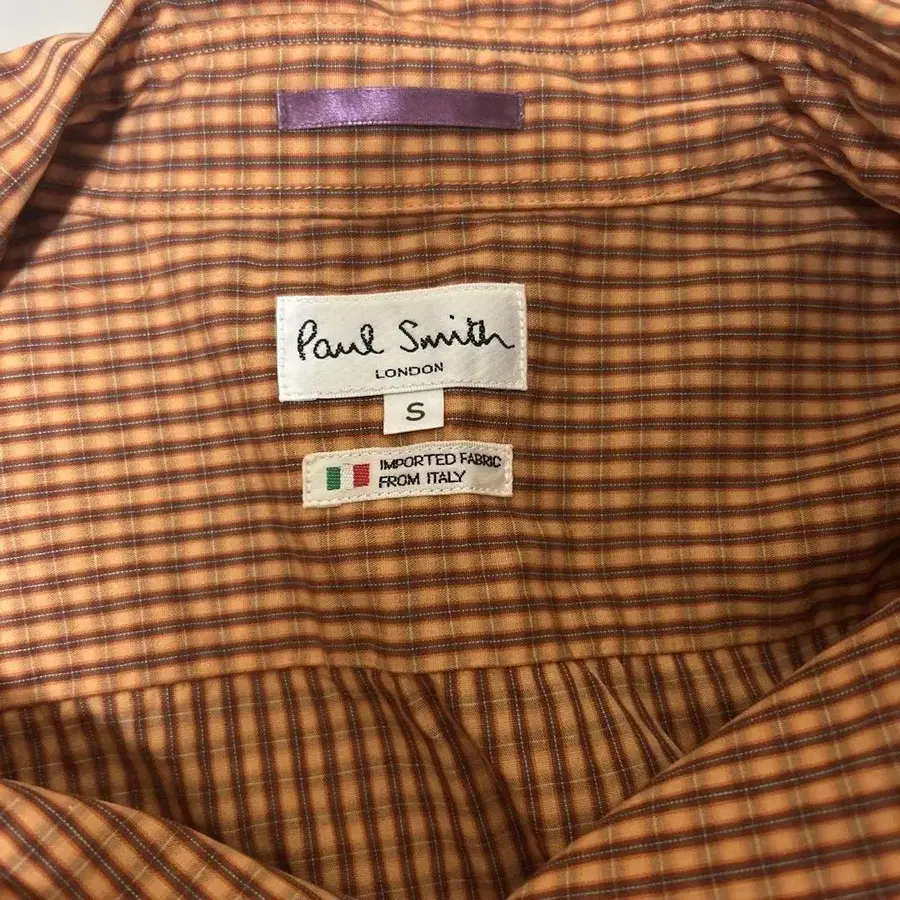 Paul Smith
LONDON
S
IMPORTED FABRIC
FROM ITALY